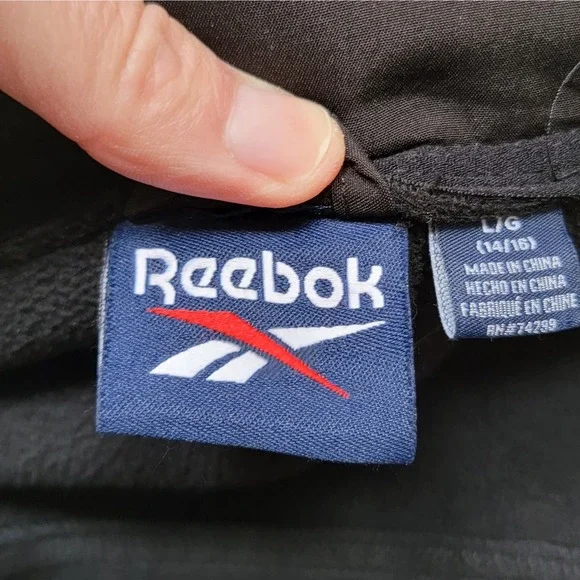 Reebok
L/G
(14/16)
MADE IN CHINA
HECHO EN CHINA
FABRIQUÉ EN CHINE
RN#74299